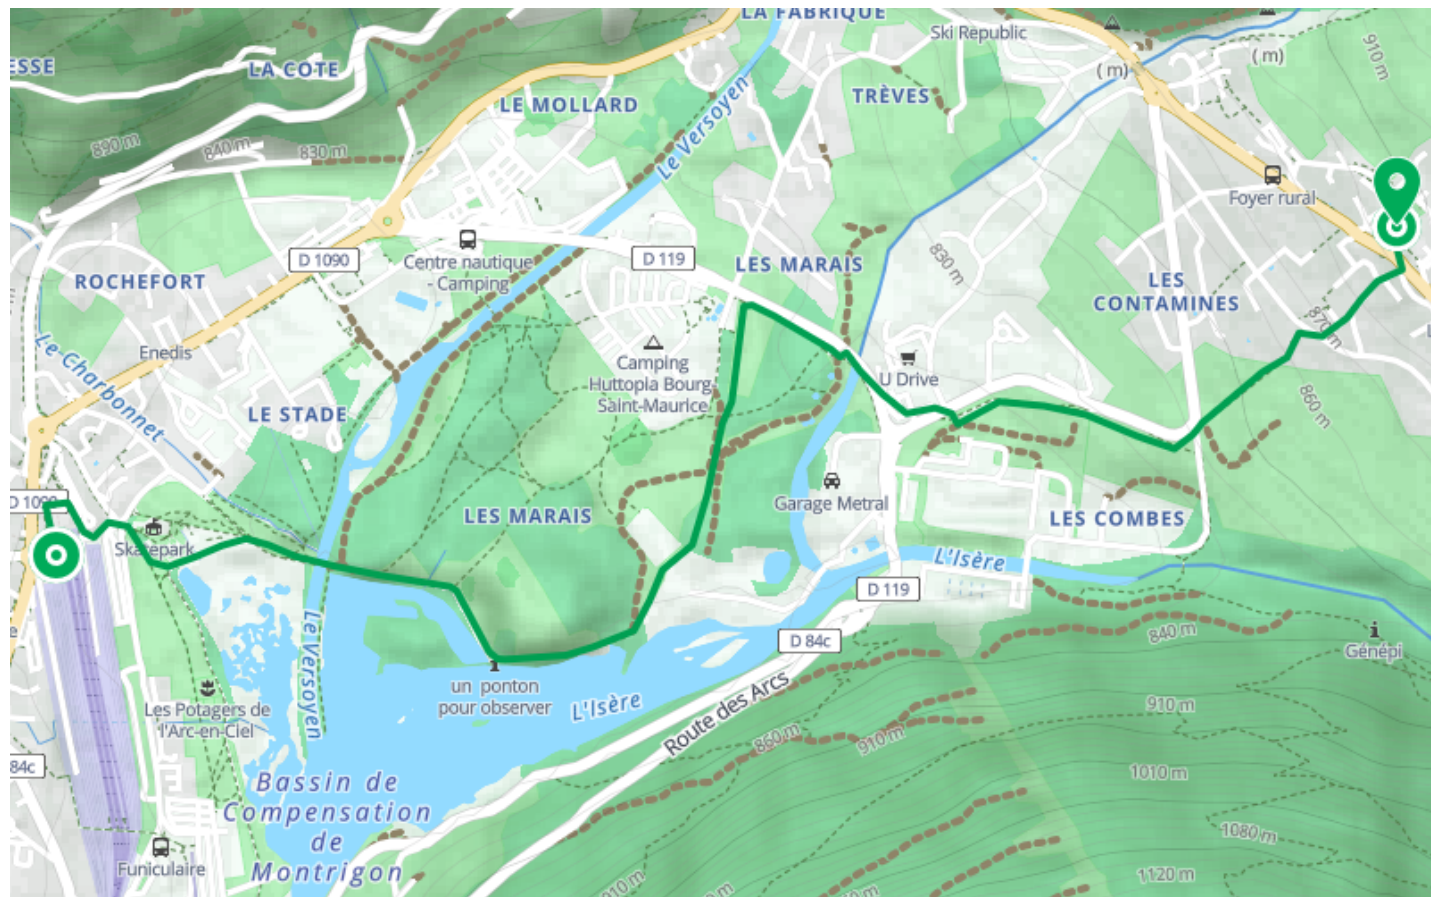 LA FABRIQUE
Ski Republic
ESSE
LA COTE
( m)
( m)
910 m
LE MOLLARD
TRÈVES
890 m
840 m
830 m
Le Versoyen
Foyer rural
D 1090
Centre nautique
- Camping
D 119
LES MARAIS
830 m
ROCHEFORT
LES
CONTAMINES
870 m
Le Charbonnet
Enedis
Camping
Huttopia Bourg
Saint-Maurice
U Drive
860 m
LE STADE
D 1090
Skatepark
LES MARAIS
Garage Metral
LES COMBES
L'Isère
D 119
Le Versoyen
D 84c
840 m
Génépi
un ponton
pour observer
L'Isère
Les Potagers de
l'Arc-en-Ciel
Route des Arcs
860 m
910 m
910 m
84c
Bassin de
Compensation
de
Montrigon
1010 m
1080 m
Funiculaire
1120 m
910 m